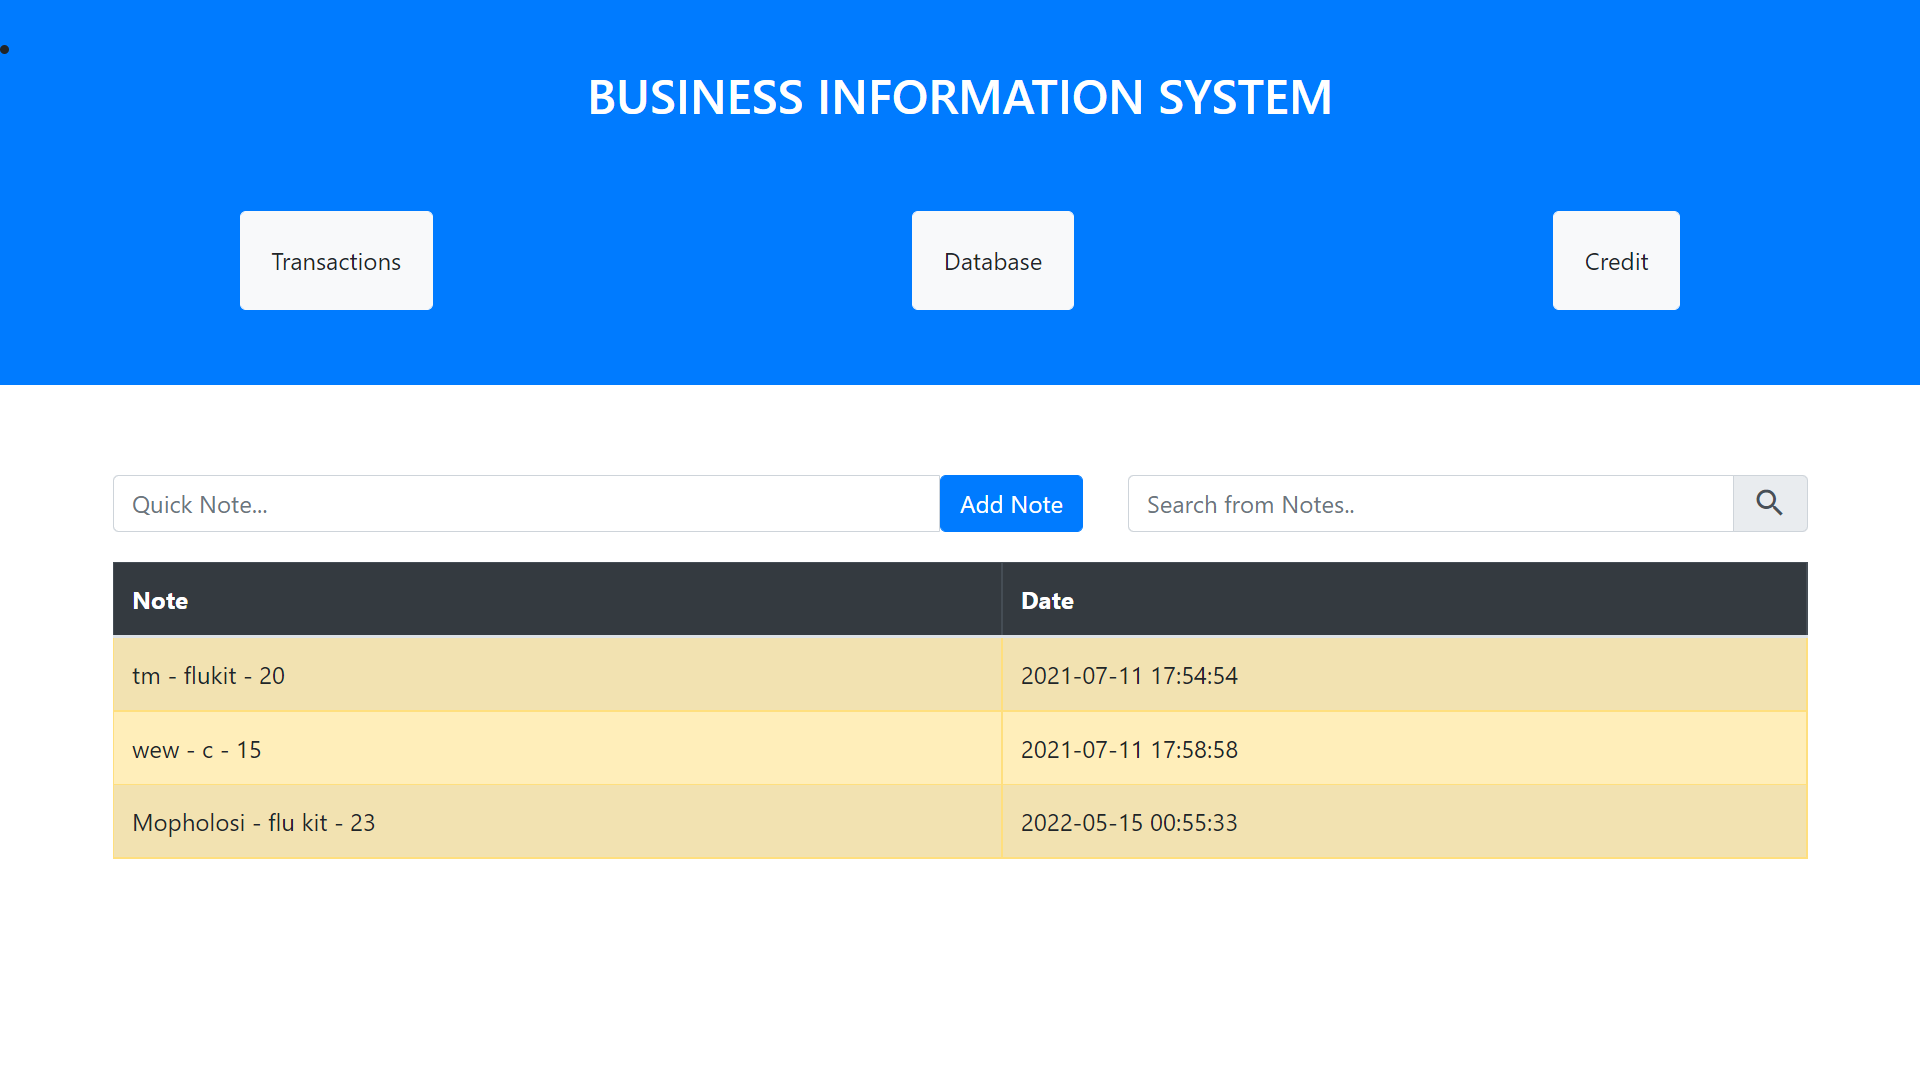 BUSINESS INFORMATION SYSTEM
Transactions
Database
Credit
Quick Note...
Add Note
Search from Notes..
Note Date
tm - flukit - 20 2021-07-11 17:54:54
wew - c - 15 2021-07-11 17:58:58
Mopholosi - flu kit - 23 2022-05-15 00:55:33